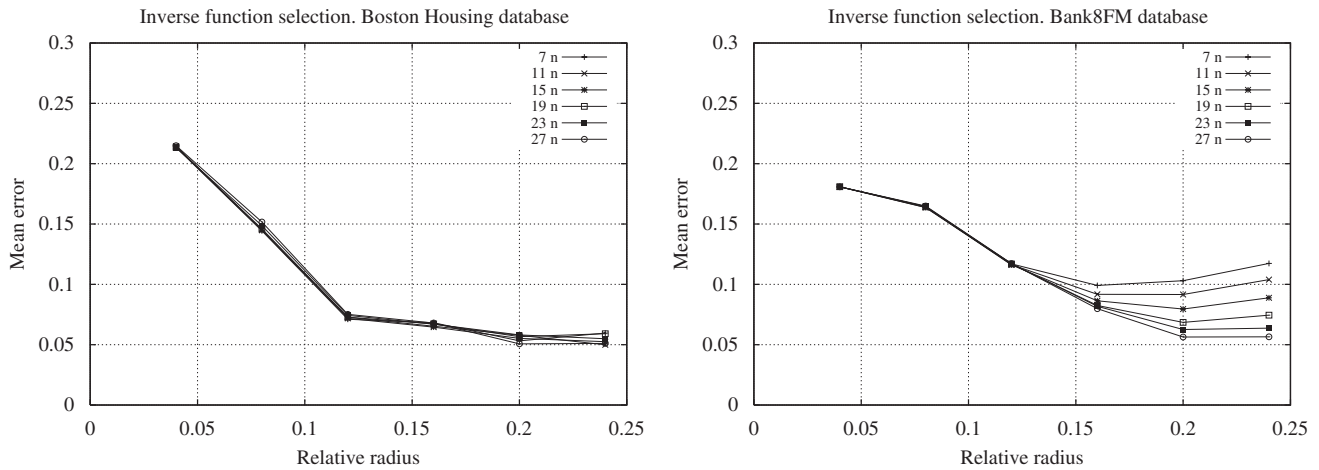 Inverse function selection. Boston Housing database
0.3
0.25
0.2
0.15
0.1
0.05
0
Mean error
7 n
11 n
15 n
19 n
23 n
27 n
0
0.05
0.1
0.15
0.2
0.25
Relative radius
Inverse function selection. Bank8FM database
0.3
0.25
0.2
0.15
0.1
0.05
0
Mean error
7 n
11 n
15 n
19 n
23 n
27 n
0
0.05
0.1
0.15
0.2
0.25
Relative radius